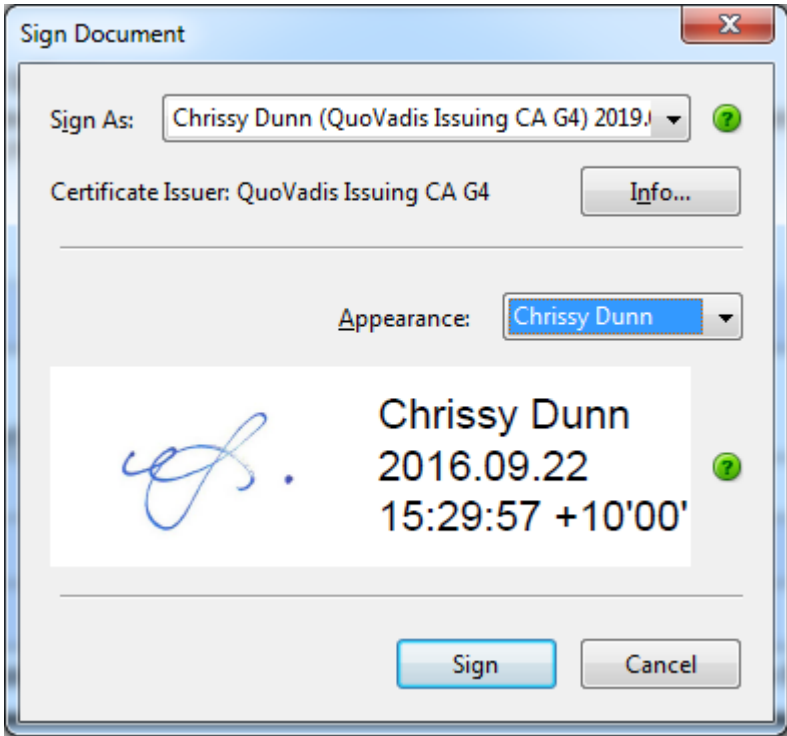 Sign Document
Sign As: Chrissy Dunn (QuoVadis Issuing CA G4) 2019.
Certificate Issuer: QuoVadis Issuing CA G4 Info...
Appearance: Chrissy Dunn
Chrissy Dunn
2016.09.22
15:29:57 +10'00'
Sign Cancel